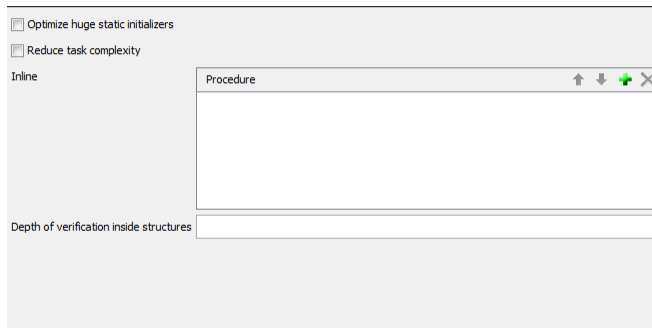 Optimize huge static initializers
Reduce task complexity
Inline
Procedure
Depth of verification inside structures